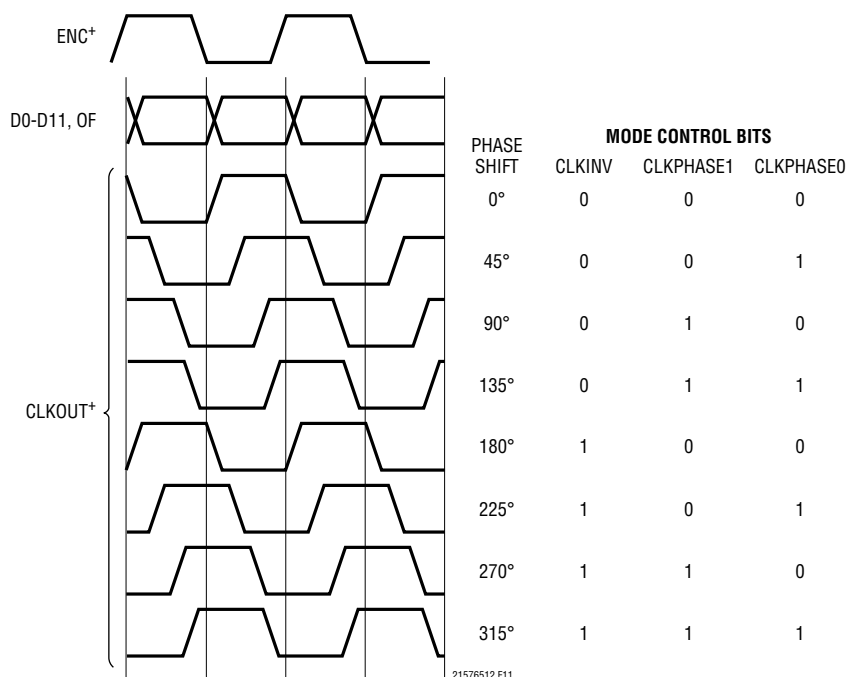 ENC+
D0-D11, OF
CLKOUT+
MODE CONTROL BITS
PHASE SHIFT CLKINV CLKPHASE1 CLKPHASE0
0° 0 0 0
45° 0 0 1
90° 0 1 0
135° 0 1 1
180° 1 0 0
225° 1 0 1
270° 1 1 0
315° 1 1 1
21576512 F11